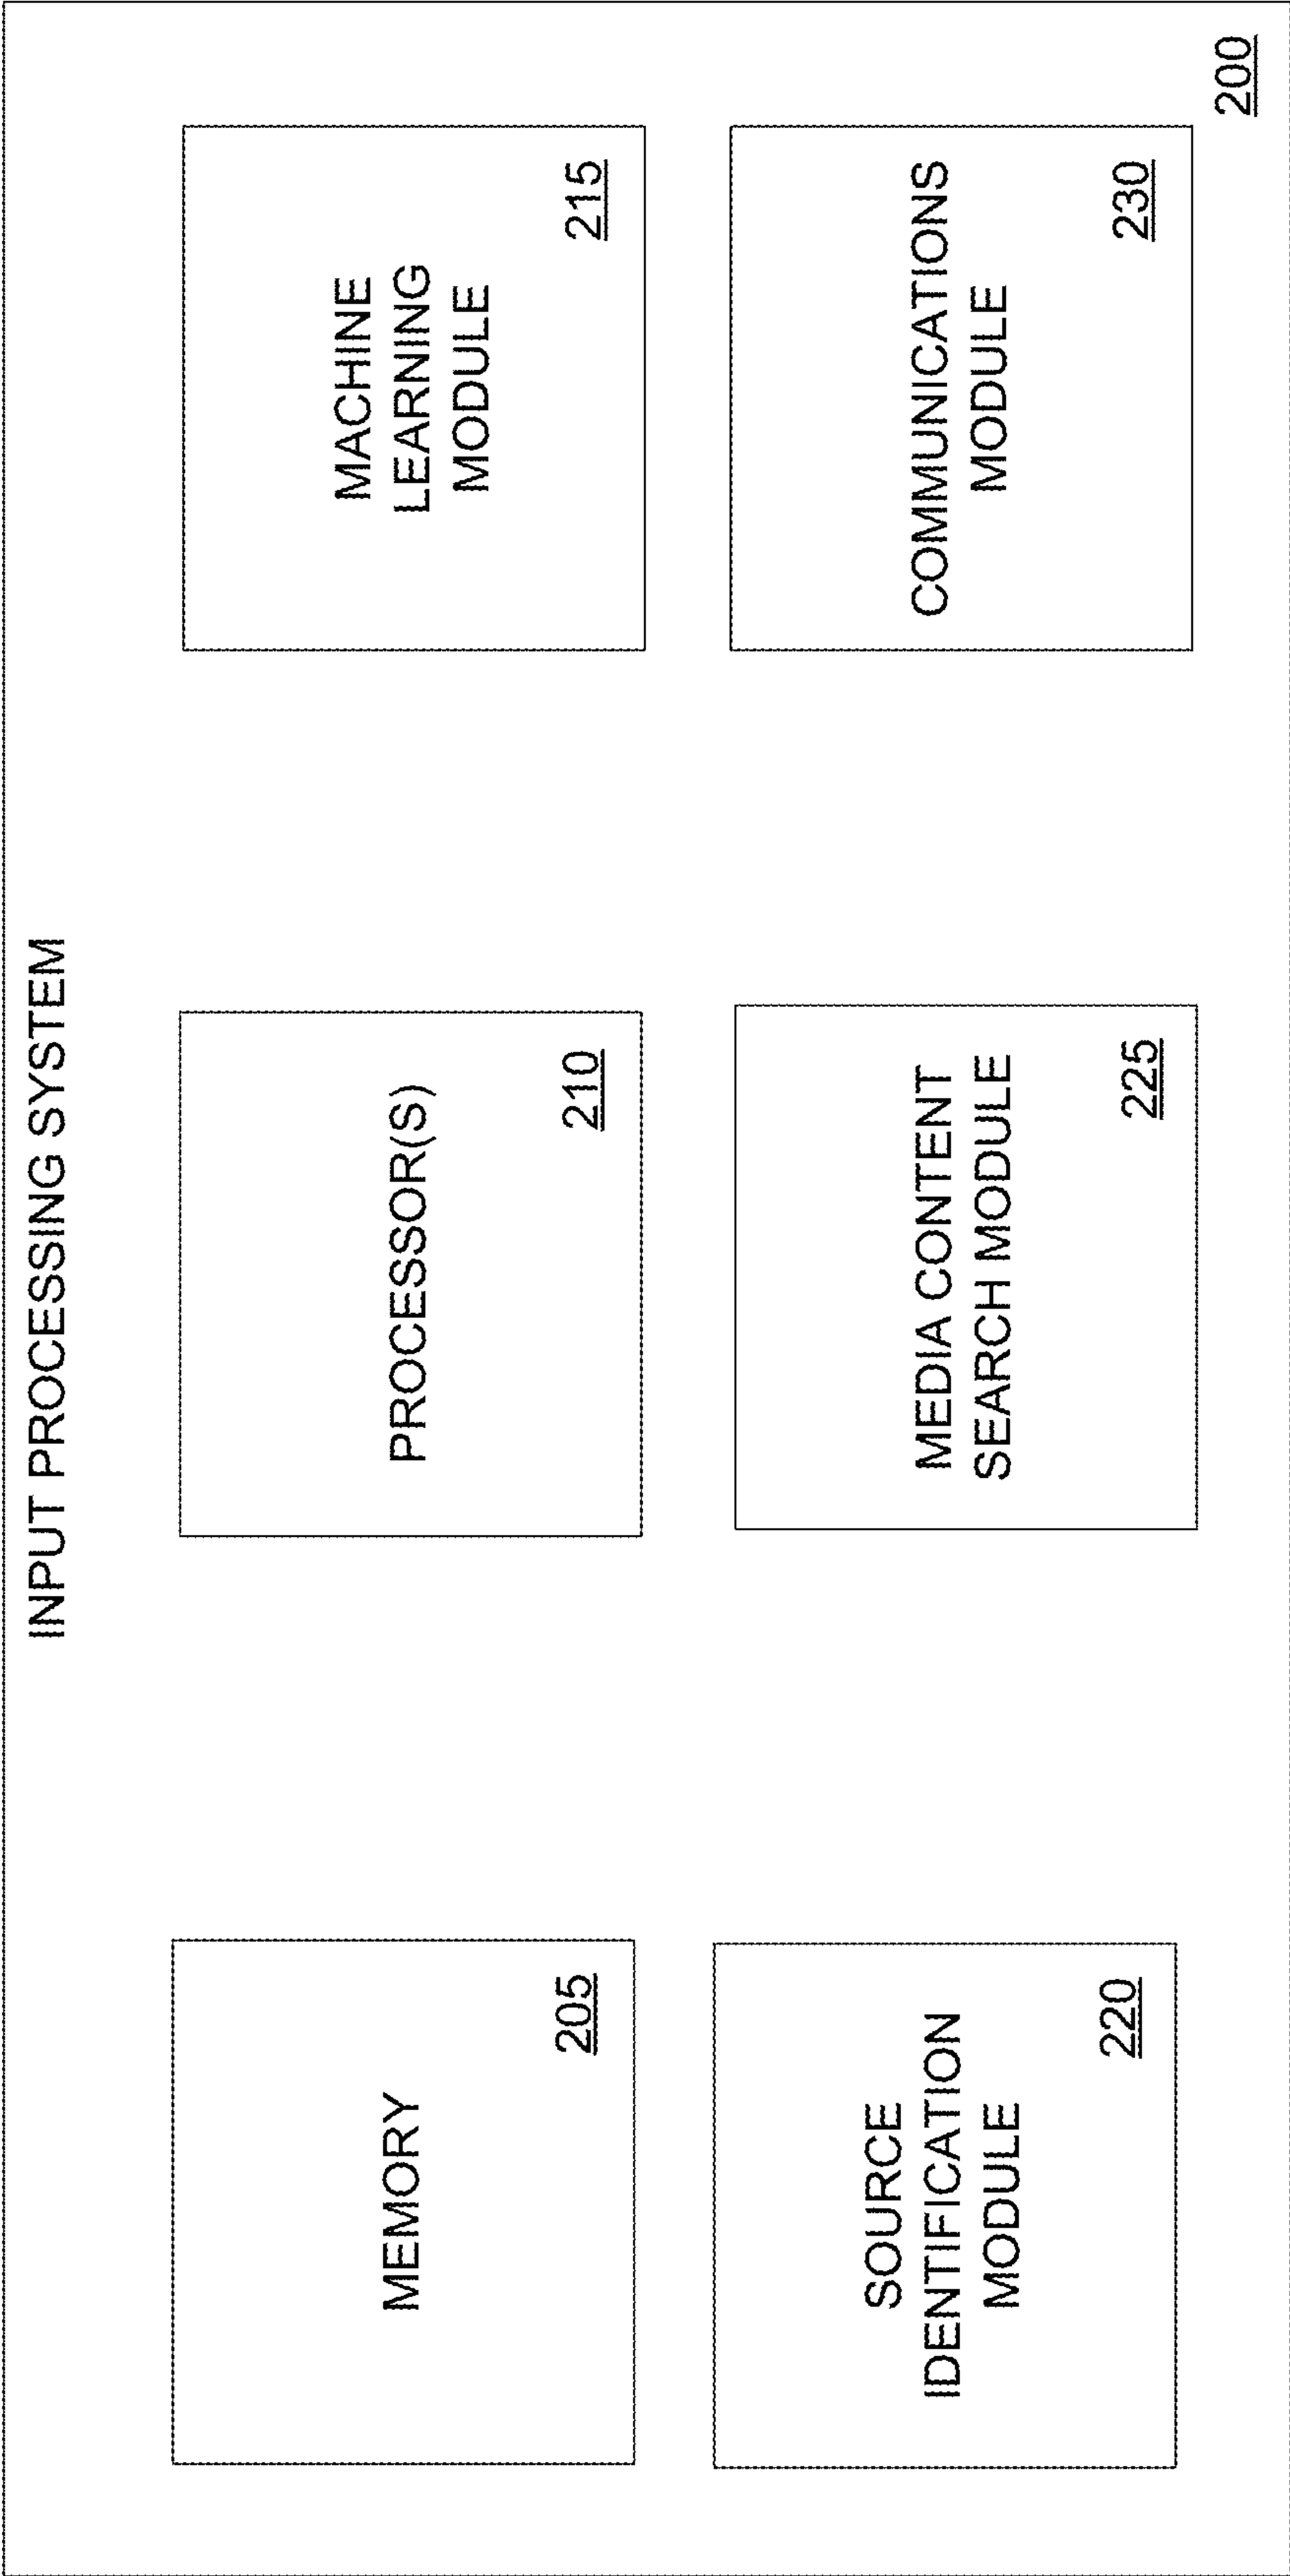 INPUT PROCESSING SYSTEM
MEMORY
205
PROCESSOR(S)
210
MACHINE
LEARNING
MODULE
215
SOURCE
IDENTIFICATION
MODULE
220
MEDIA CONTENT
SEARCH MODULE
225
COMMUNICATIONS
MODULE
230
200